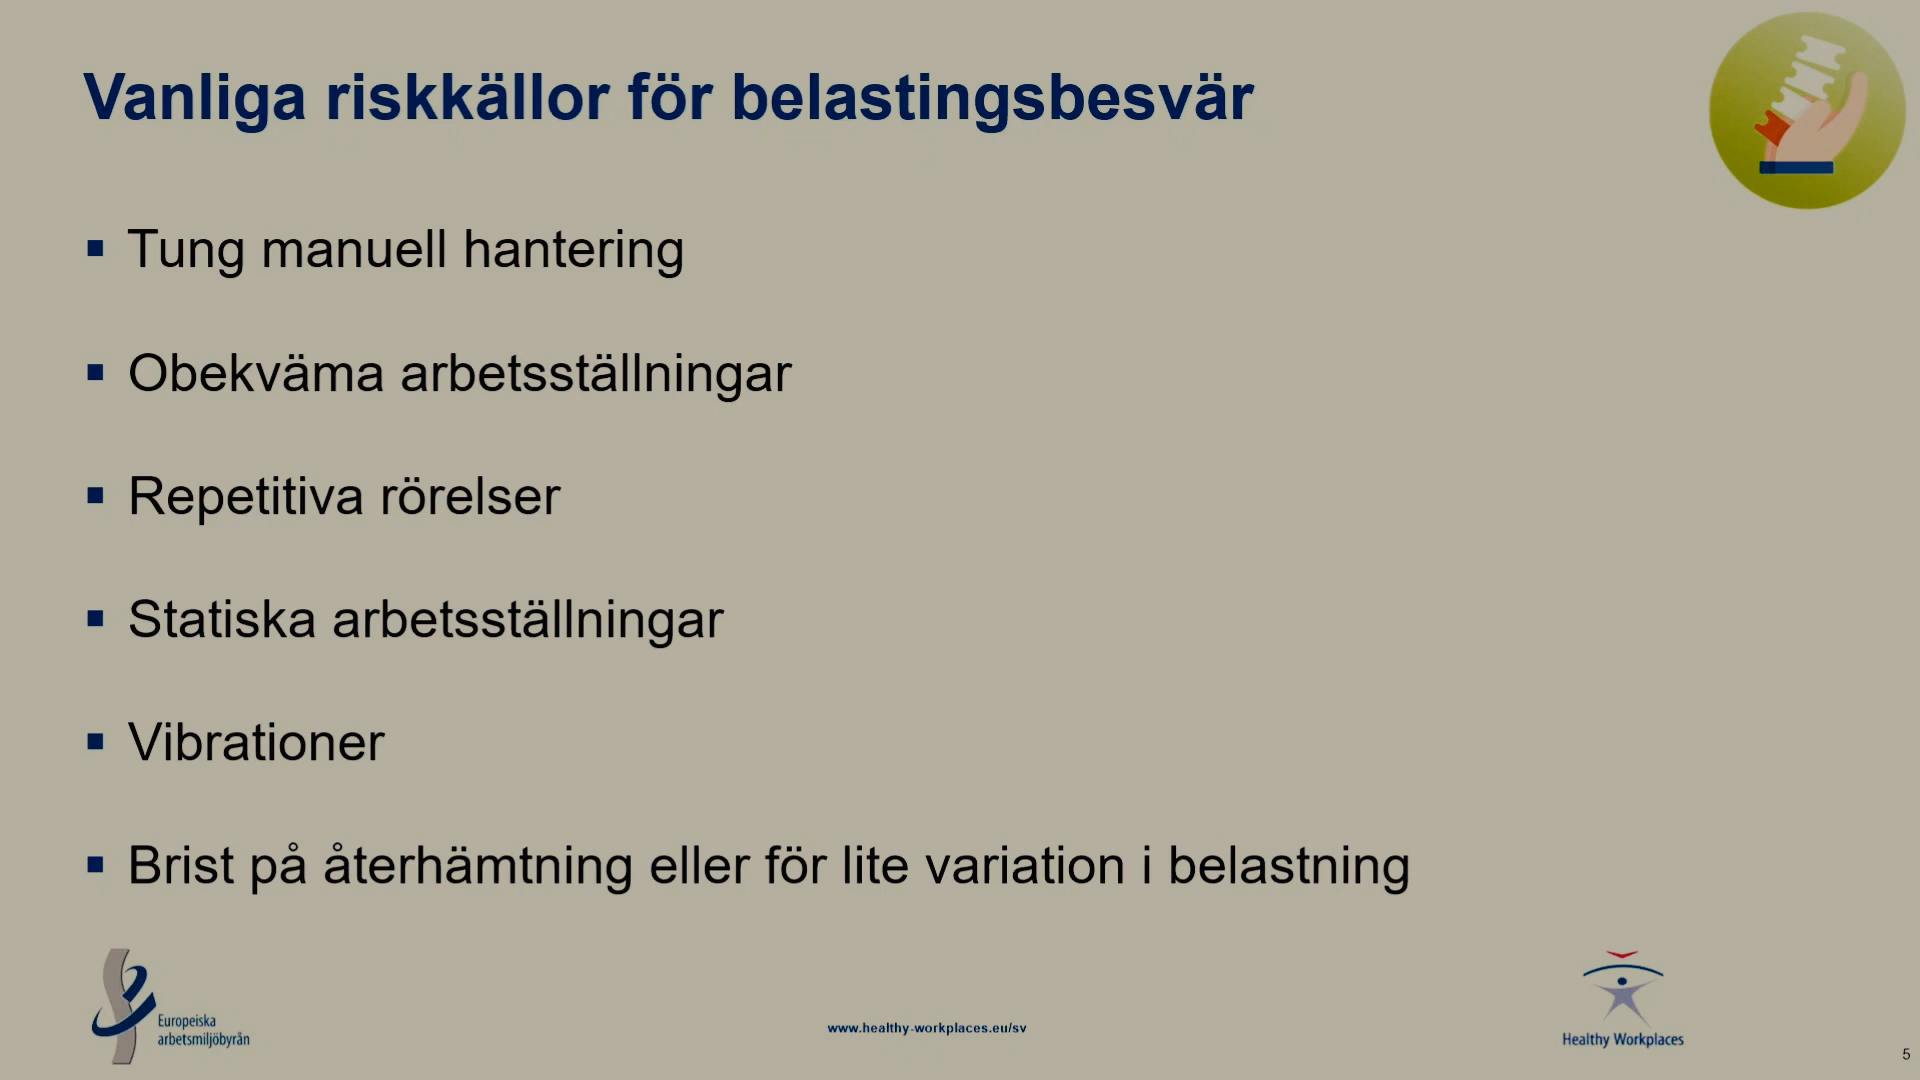 Vanliga riskkällor för belastingsbesvär
▪ Tung manuell hantering
▪ Obekväma arbetsställningar
▪ Repetitiva rörelser
▪ Statiska arbetsställningar
▪ Vibrationer
▪ Brist på återhämtning eller för lite variation i belastning
Europeiska
arbetsmiljöbyrån
www.healthy-workplaces.eu/sv
Healthy Workplaces
5